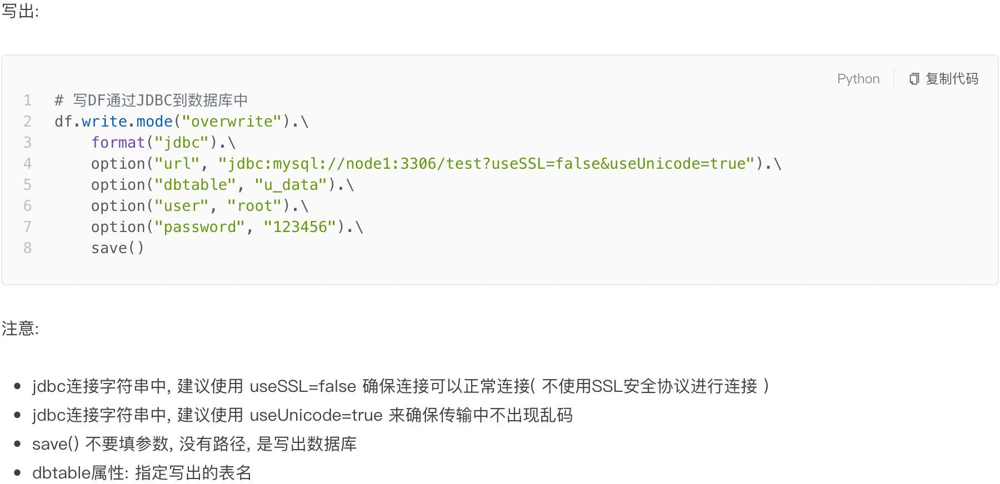 写出:
Python 复制代码
1 # 写DF通过JDBC到数据库中
2 df.write.mode("overwrite").\
3     format("jdbc").\
4     option("url", "jdbc:mysql://node1:3306/test?useSSL=false&useUnicode=true").\
5     option("dbtable", "u_data").\
6     option("user", "root").\
7     option("password", "123456").\
8     save()
注意:
• jdbc连接字符串中, 建议使用 useSSL=false 确保连接可以正常连接( 不使用SSL安全协议进行连接 )
• jdbc连接字符串中, 建议使用 useUnicode=true 来确保传输中不出现乱码
• save() 不要填参数, 没有路径, 是写出数据库
• dbtable属性: 指定写出的表名